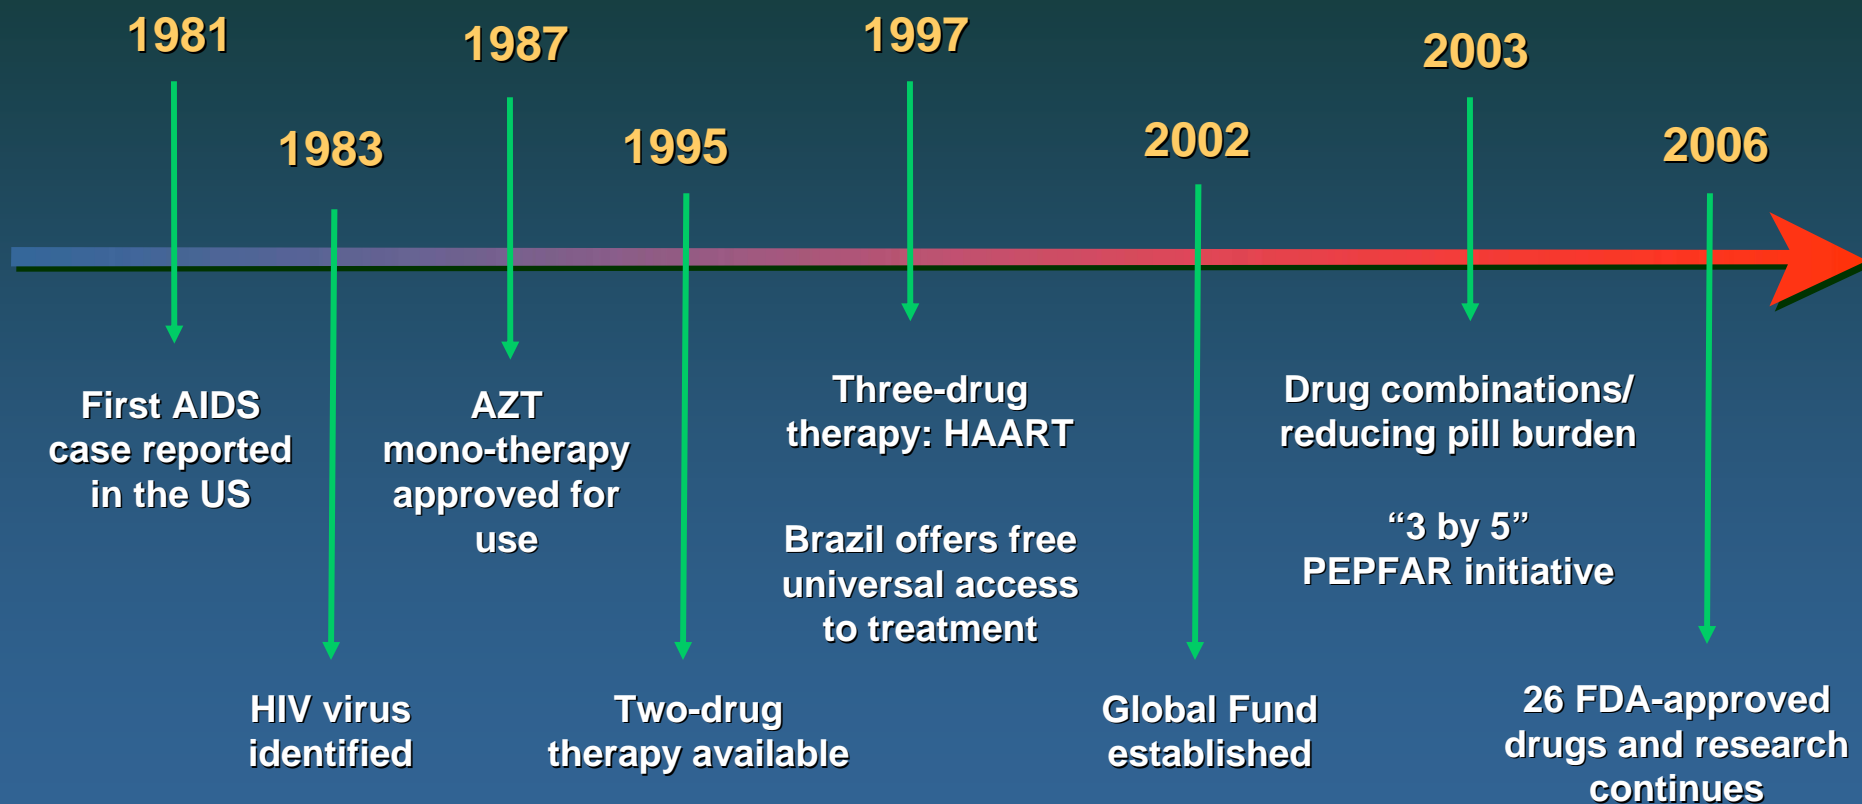 1981
First AIDS
case reported
in the US
1983
HIV virus
identified
1987
AZT
mono-therapy
approved for
use
1995
Two-drug
therapy available
1997
Three-drug
therapy: HAART
Brazil offers free
universal access
to treatment
2002
Global Fund
established
2003
Drug combinations/
reducing pill burden
“3 by 5”
PEPFAR initiative
2006
26 FDA-approved
drugs and research
continues